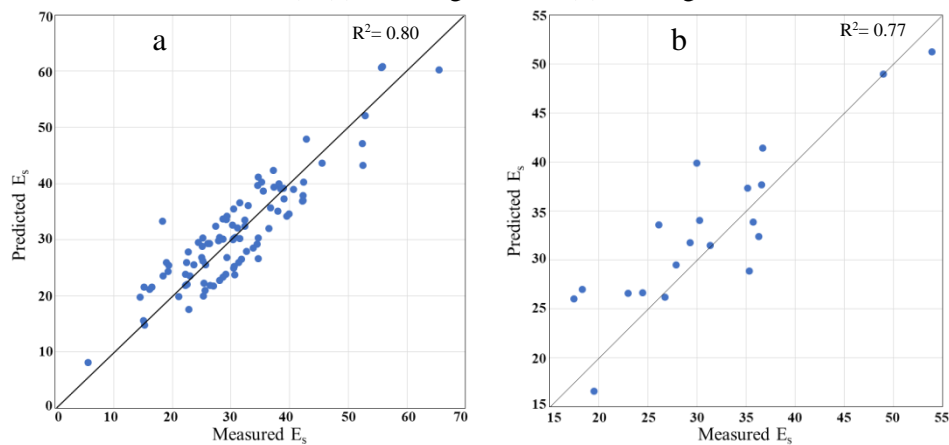 a
R²= 0.80
70
60
50
40
30
20
10
0
Predicted Eₛ
0 10 20 30 40 50 60 70
Measured Eₛ
b
R²= 0.77
55
50
45
40
35
30
25
20
15
Predicted Eₛ
15 20 25 30 35 40 45 50 55
Measured Eₛ